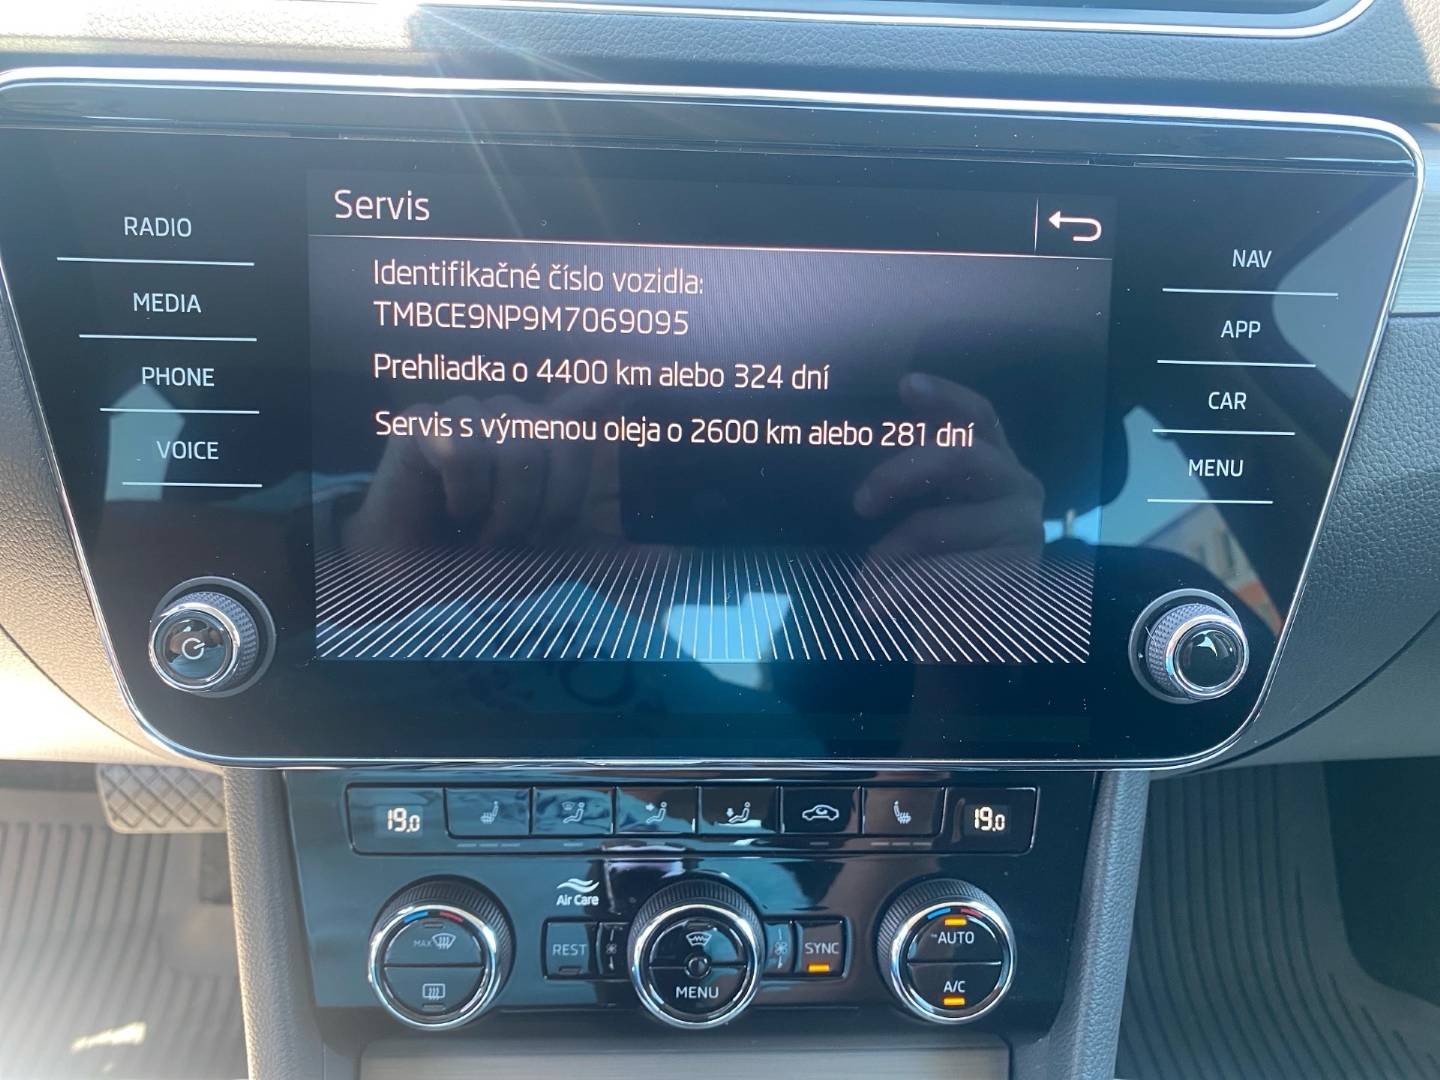 Servis
RADIO
MEDIA
PHONE
VOICE
Identifikačné číslo vozidla:
TMBCE9NP9M7069095
Prehliadka o 4400 km alebo 324 dní
Servis s výmenou oleja o 2600 km alebo 281 dní
NAV
APP
CAR
MENU
19.0
19.0
Air Care
MAX
REST
MENU
SYNC
AUTO
A/C